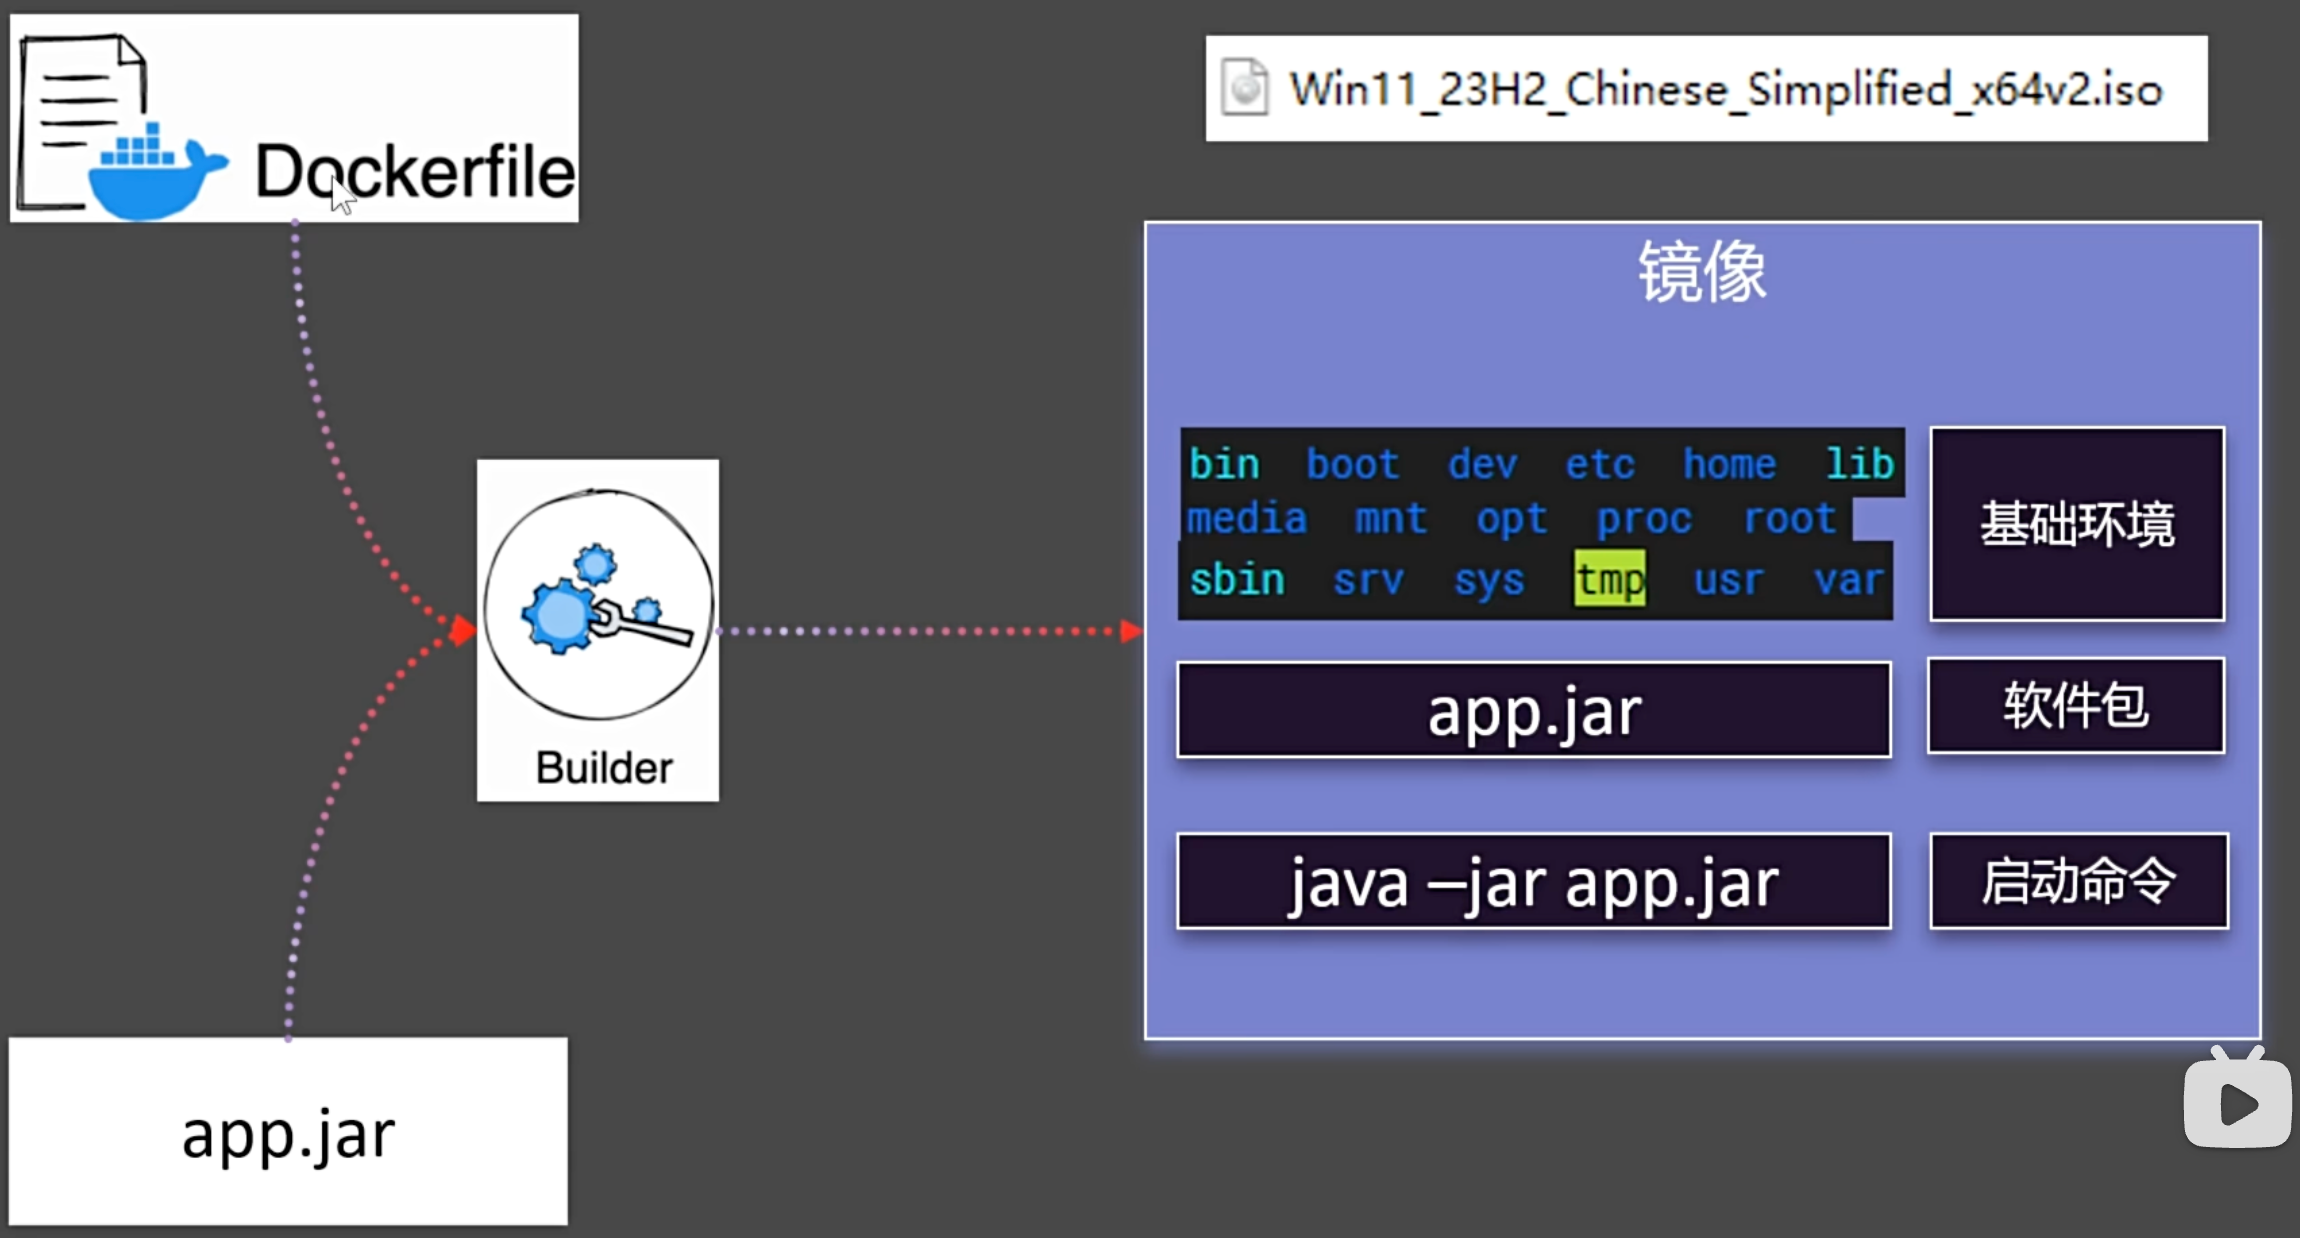 Dockerfile
Win11_23H2_Chinese_Simplified_x64v2.iso
镜像
bin boot dev etc home lib
media mnt opt proc root
sbin srv sys tmp usr var
基础环境
app.jar
软件包
java –jar app.jar
启动命令
Builder
app.jar